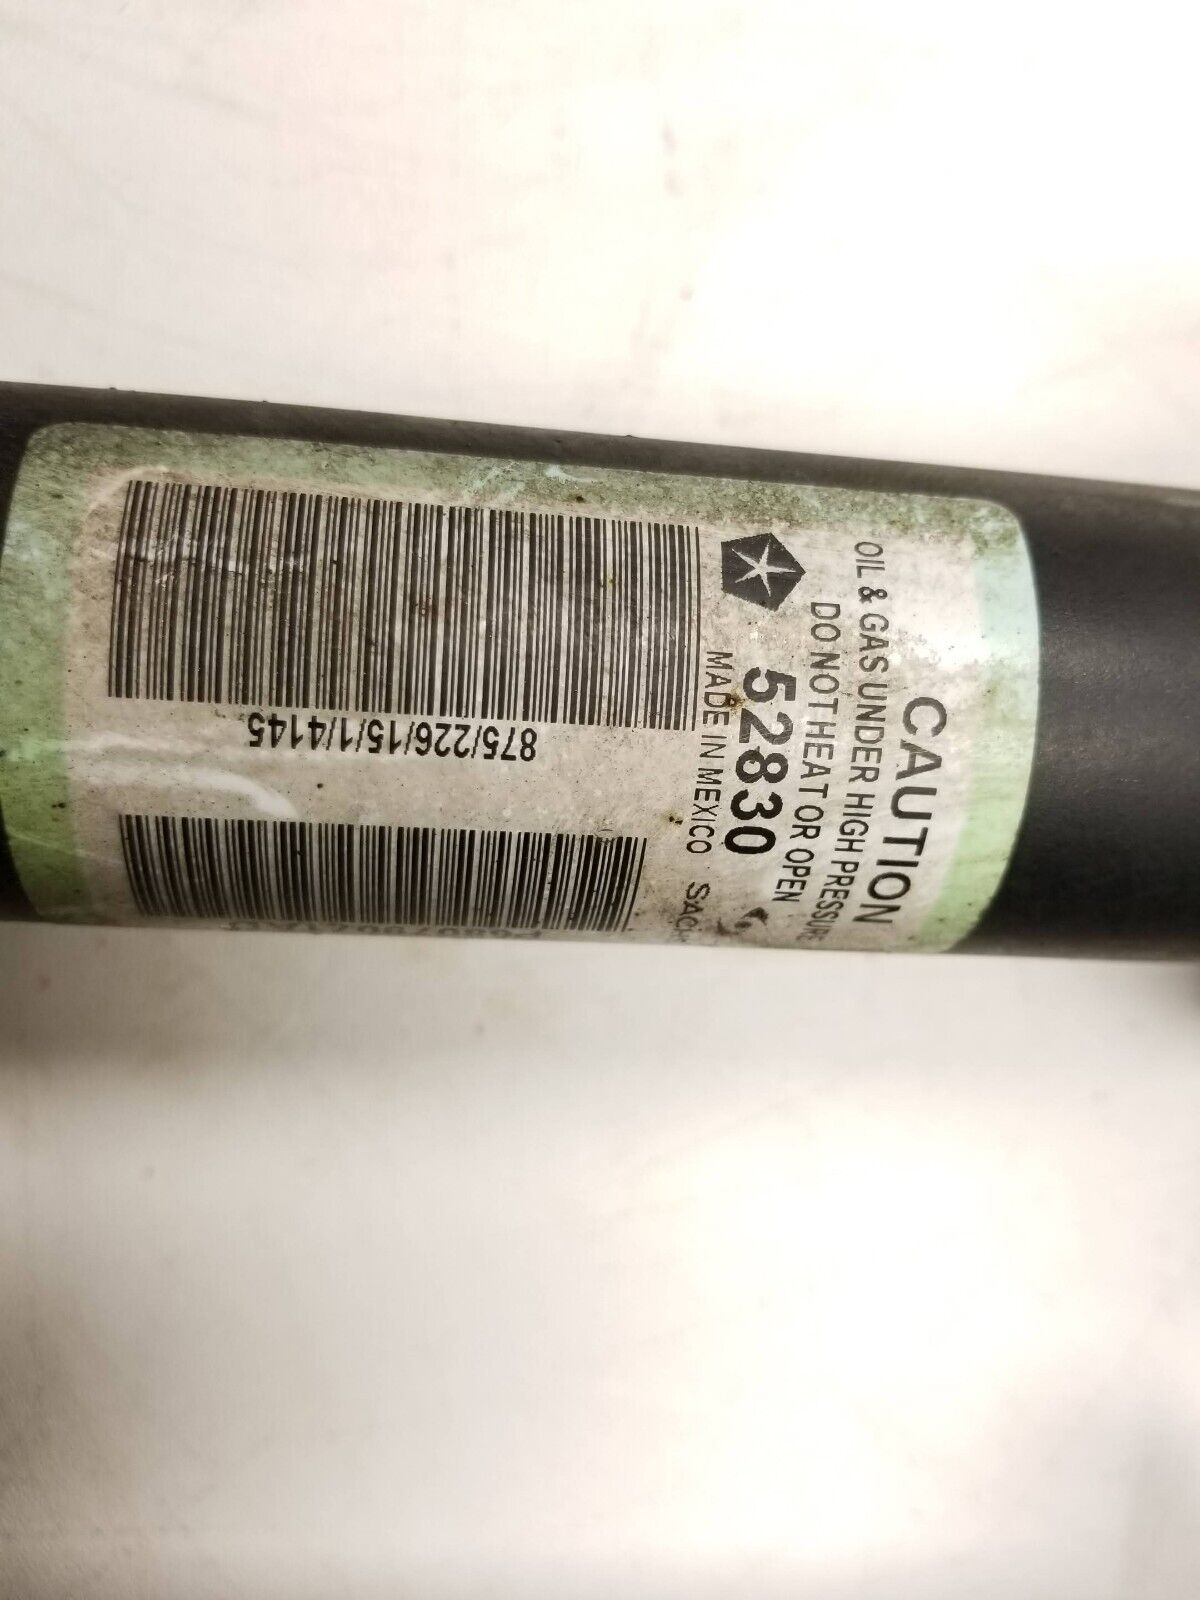 CAUTION
OIL & GAS UNDER HIGH PRESSURE
DO NOT HEAT OR OPEN
52830
MADE IN MEXICO
875/226/15/1/4145